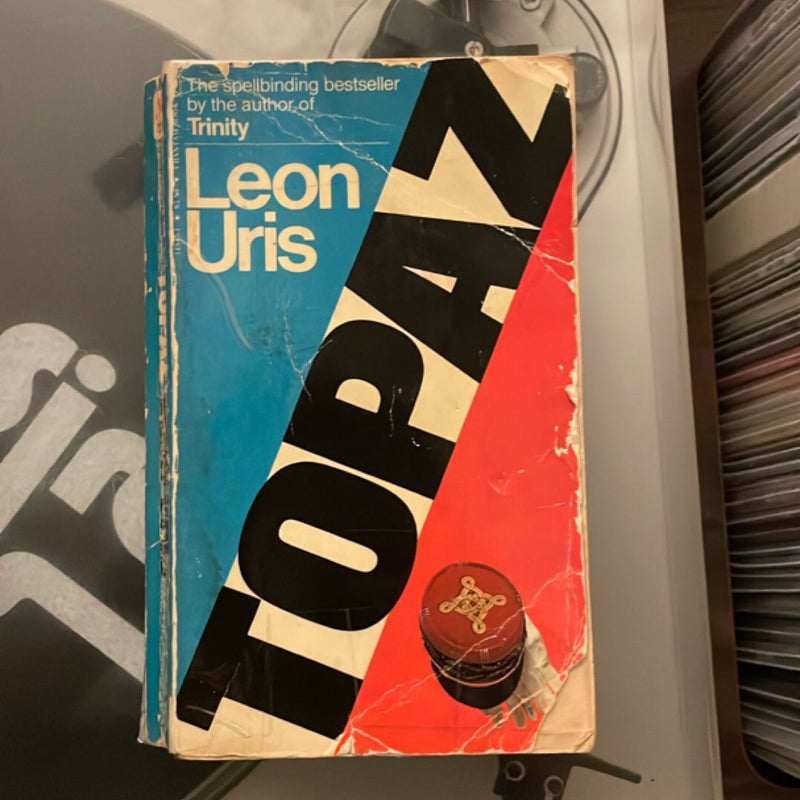 The spellbinding bestseller
by the author of
Trinity
Leon
Uris
TOPAZ